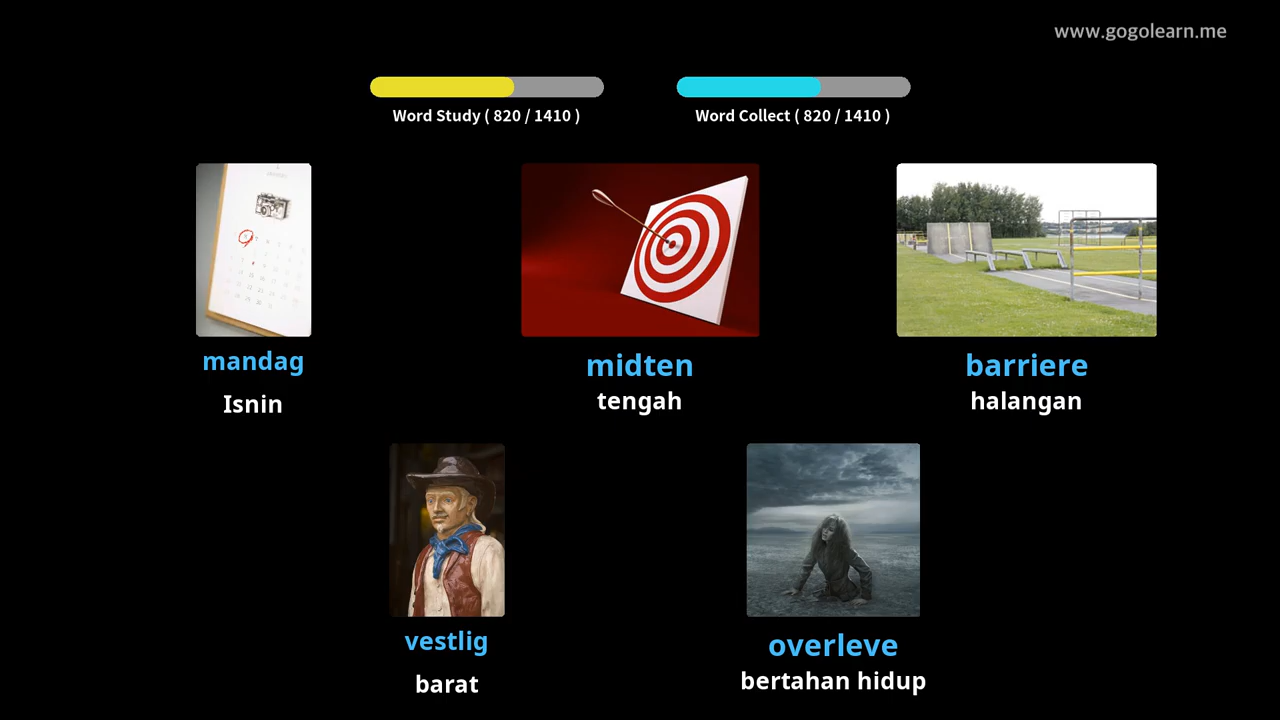 www.gogolearn.me
Word Study ( 820 / 1410 )
Word Collect ( 820 / 1410 )
mandag
Isnin
midten
tengah
barriere
halangan
vestlig
barat
overleve
bertahan hidup